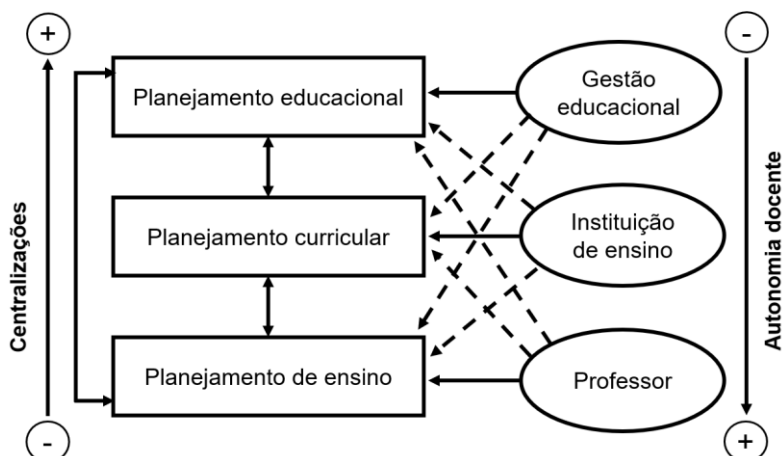 +
-
Planejamento educacional
Gestão
educacional
Centralizações
Planejamento curricular
Instituição
de ensino
Autonomia docente
Planejamento de ensino
Professor
-
+